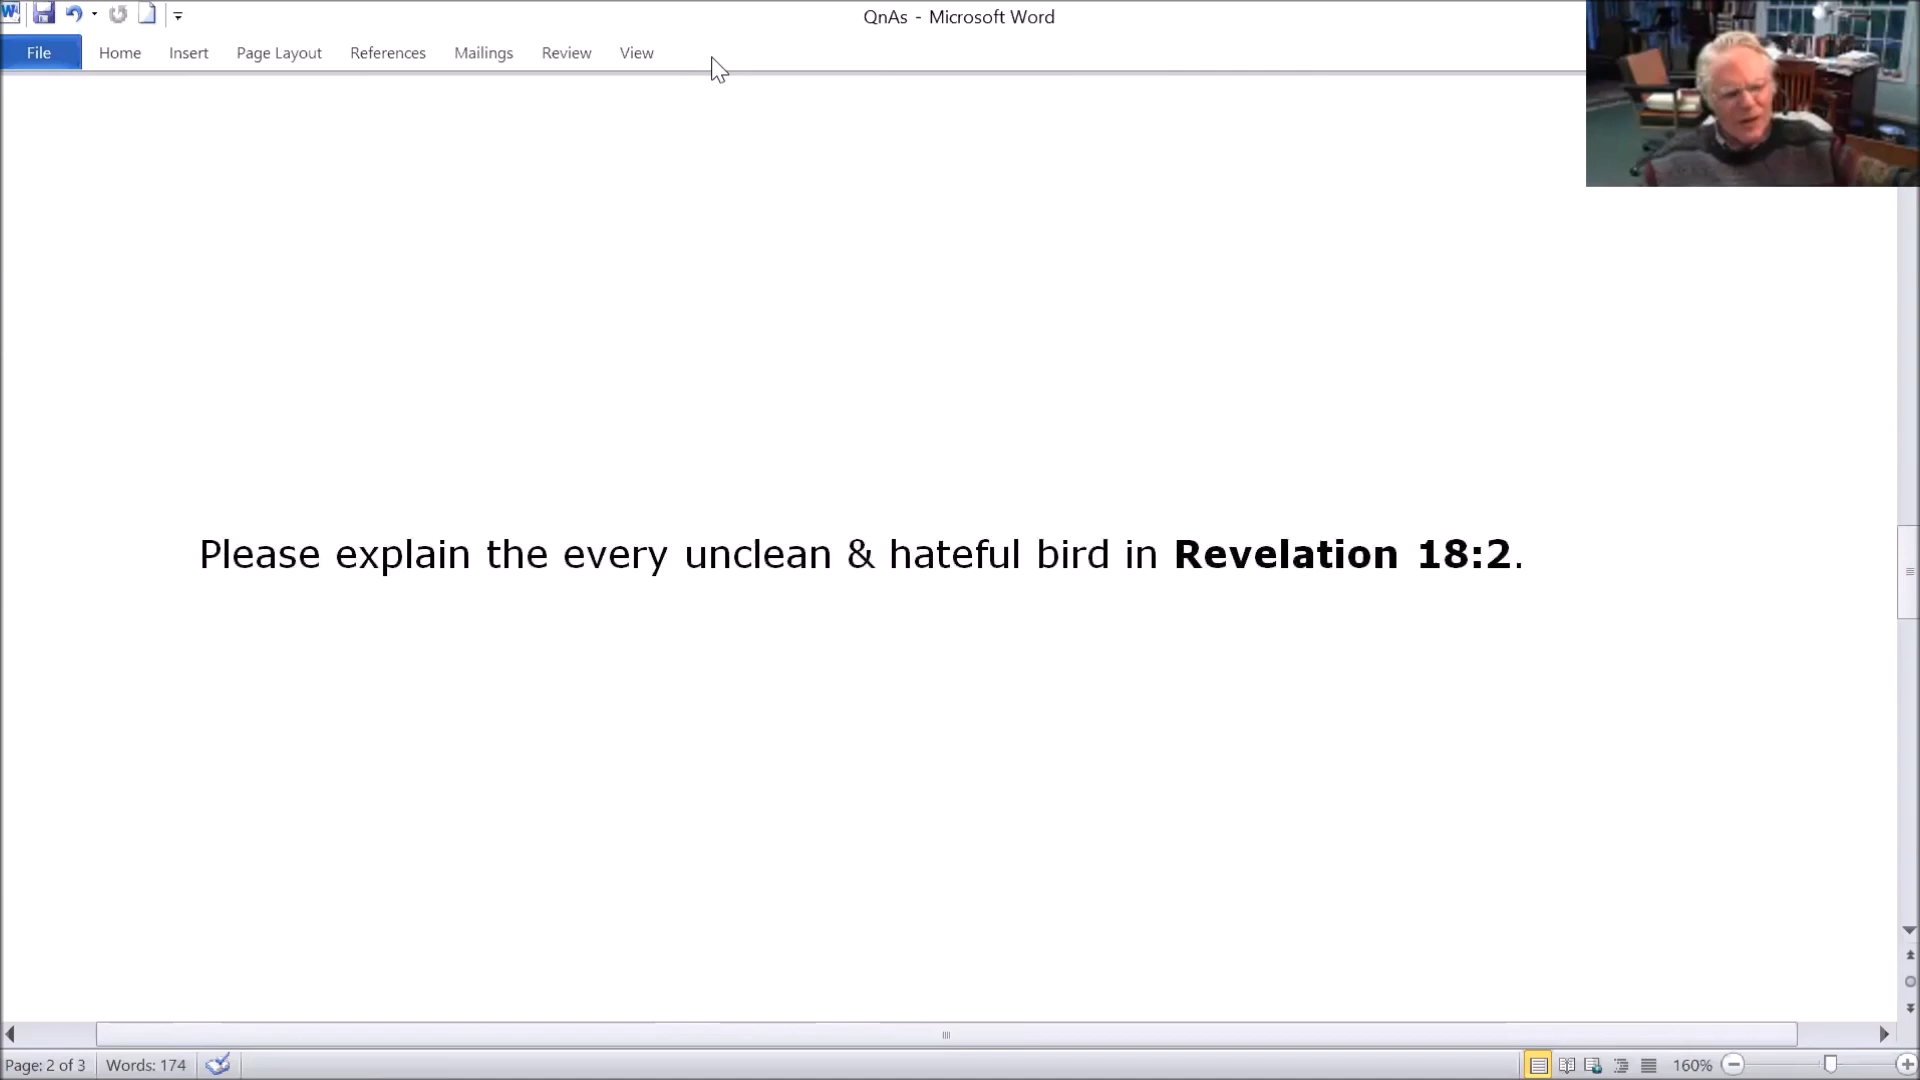 QnAs - Microsoft Word
File Home Insert Page Layout References Mailings Review View
Please explain the every unclean & hateful bird in Revelation 18:2.
Page: 2 of 3 Words: 174 160%